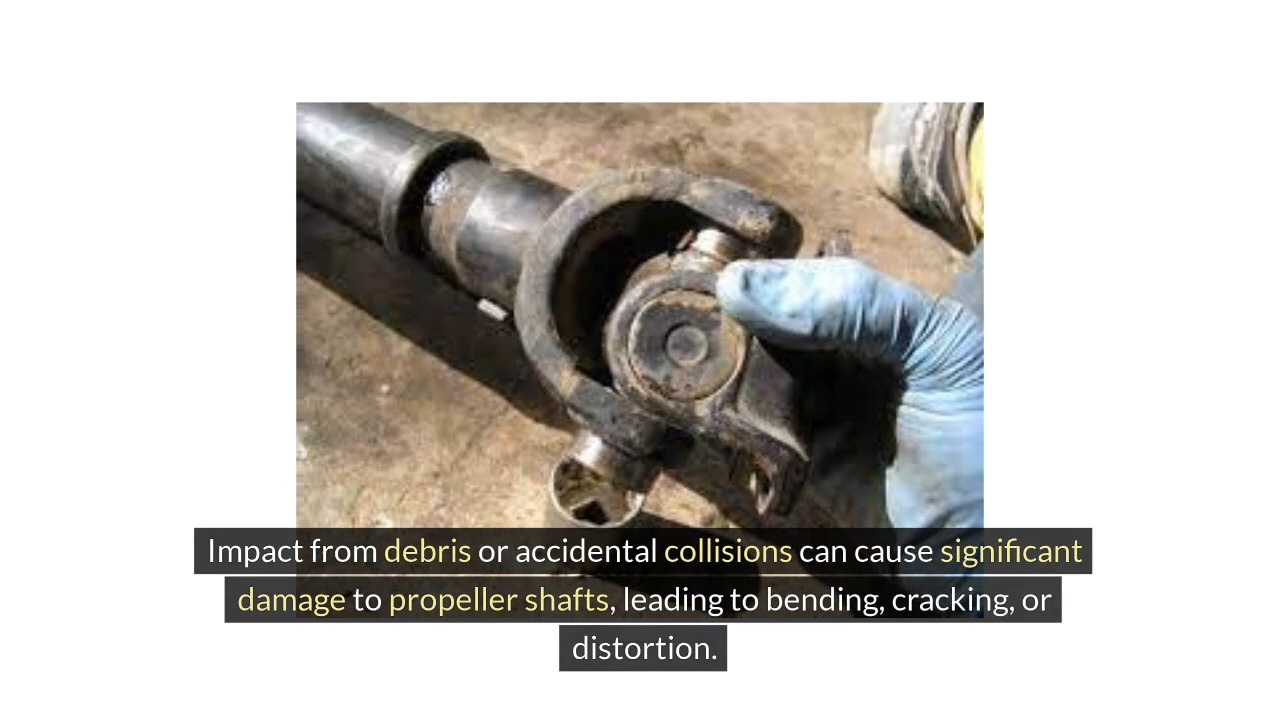 Impact from debris or accidental collisions can cause significant
damage to propeller shafts, leading to bending, cracking, or
distortion.